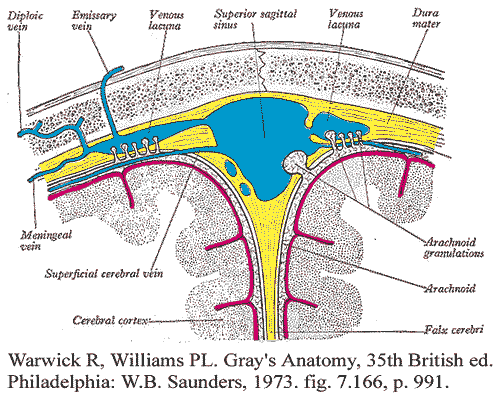 Diploic
vein
Emissary
vein
Venous
lacuna
Superior sagittal
sinus
Venous
lacuna
Dura
mater
Meningeal
vein
Superficial cerebral vein
Cerebral cortex
Arachnoid
granulations
Arachnoid
Falx cerebri
Warwick R, Williams PL. Gray's Anatomy, 35th British ed.
Philadelphia: W.B. Saunders, 1973. fig. 7.166, p. 991.